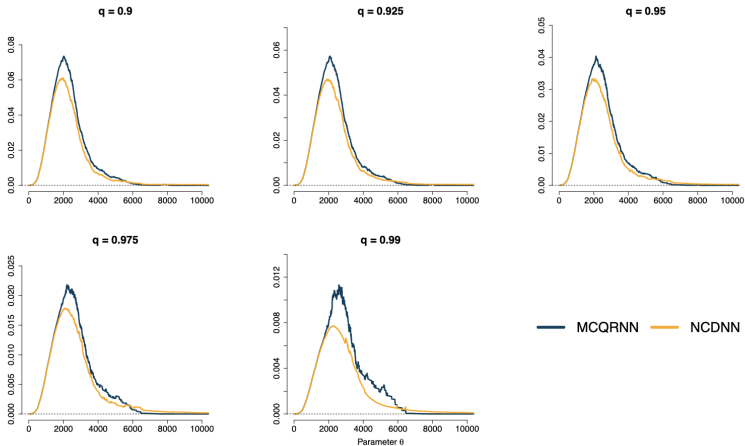 q = 0.9
q = 0.925
q = 0.95
0.00 0.02 0.04 0.06 0.08
0 2000 4000 6000 8000 10000
0.00 0.02 0.04 0.06
0 2000 4000 6000 8000 10000
0.00 0.01 0.02 0.03 0.04 0.05
0 2000 4000 6000 8000 10000
q = 0.975
q = 0.99
0.000 0.005 0.010 0.015 0.020 0.025
0 2000 4000 6000 8000 10000
0.000 0.004 0.008 0.012
0 2000 4000 6000 8000 10000
Parameter θ
MCQRNN NCDNN